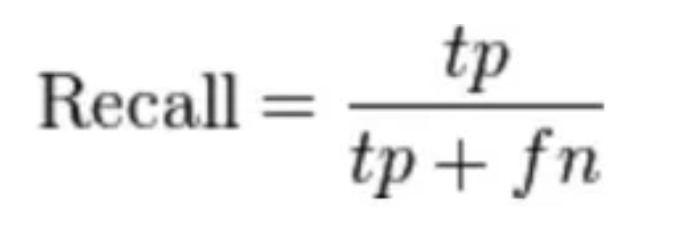 Recall = tp / tp + fn